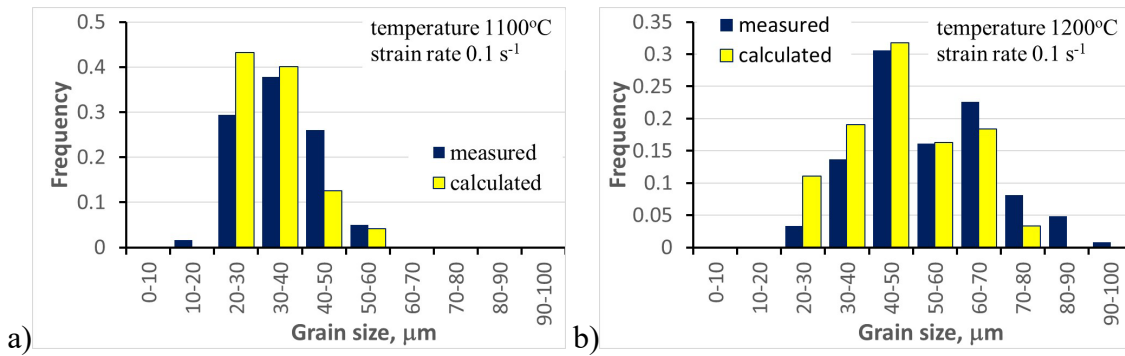 temperature 1100°C
strain rate 0.1 s⁻¹
0.5
0.4
0.3
0.2
0.1
0
Frequency
measured
calculated
0-10
10-20
20-30
30-40
40-50
50-60
60-70
70-80
80-90
90-100
Grain size, μm
a)
measured
calculated
temperature 1200°C
strain rate 0.1 s⁻¹
0.35
0.3
0.25
0.2
0.15
0.1
0.05
0
Frequency
0-10
10-20
20-30
30-40
40-50
50-60
60-70
70-80
80-90
90-100
Grain size, μm
b)